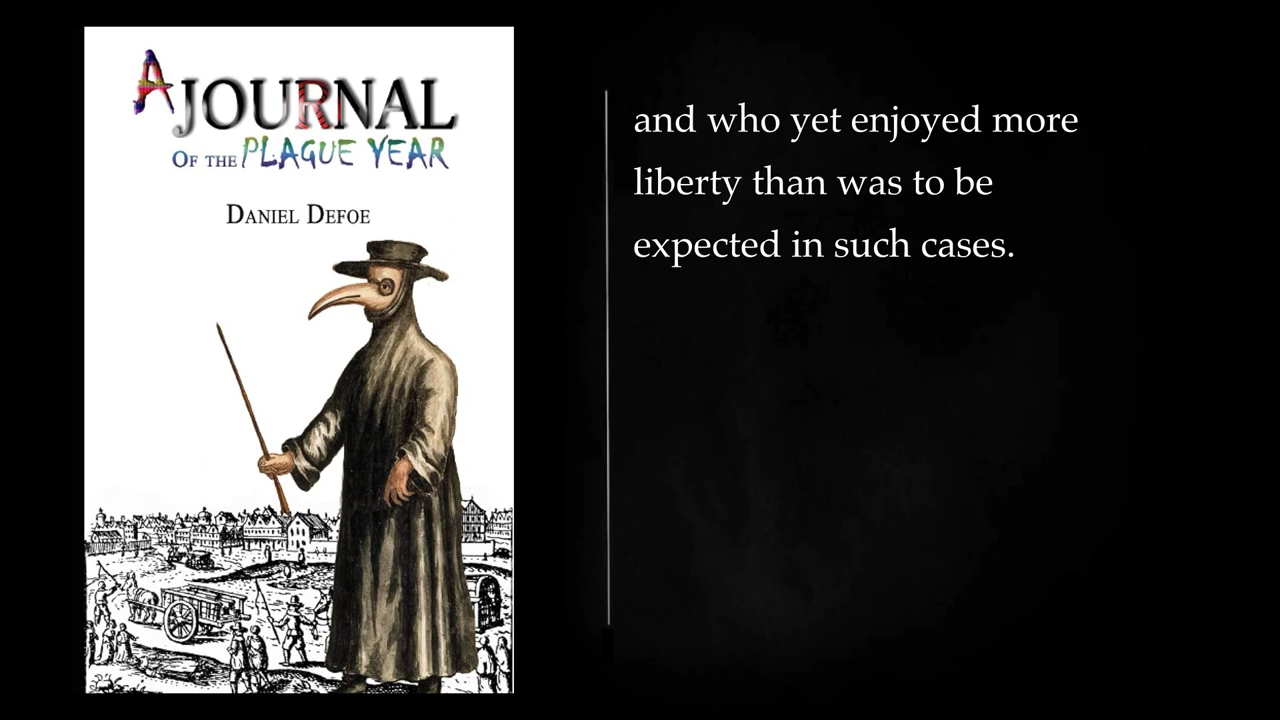 A JOURNAL
OF THE PLAGUE YEAR
DANIEL DEFOE
and who yet enjoyed more
liberty than was to be
expected in such cases.